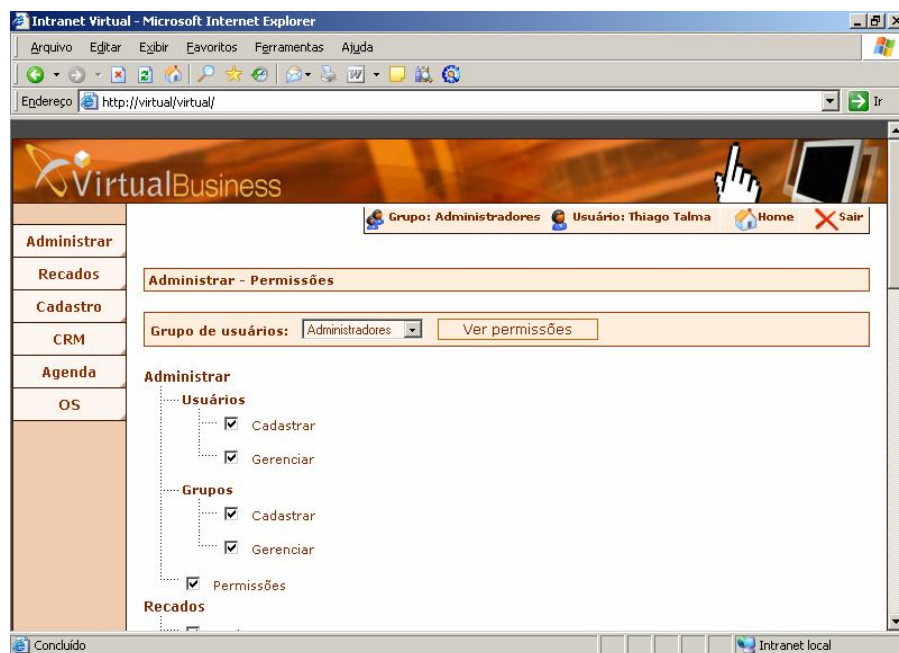 Intranet Virtual - Microsoft Internet Explorer
Arquivo Editar Exibir Favoritos Ferramentas Ajuda
Endereço http://virtual/virtual/ Ir
VirtualBusiness
Grupo: Administradores Usuário: Thiago Talma Home Sair
Administrar
Recados
Cadastro
CRM
Agenda
OS
Administrar - Permissões
Grupo de usuários: Administradores Ver permissões
Administrar
Usuários
Cadastrar
Gerenciar
Grupos
Cadastrar
Gerenciar
Permissões
Recados
Concluído Intranet local